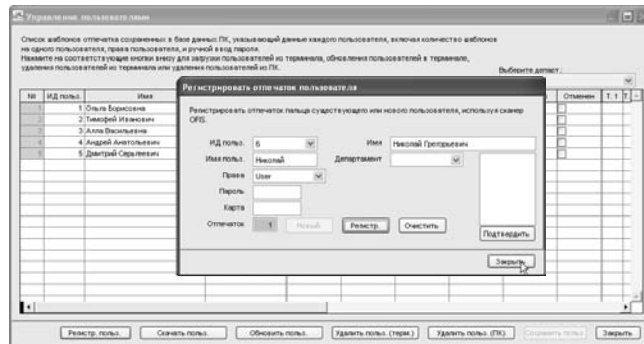 Управление пользователями
Список шаблонов отпечатка сохраненных в базе данных ПК, указывающий данные каждого пользователя, включая количество шаблонов
на одного пользователя, права пользователя, и ручной ввод пароля.
Нажмите на соответствующие кнопки внизу для загрузки пользователей из терминала, обновления пользователей в терминале,
удаления пользователей из терминала или удаления пользователей из ПК.
Выберите департ.:
№ ИД польз. Имя Отменен Т. 1 Т.
1 1 Ольга Борисовна
2 2 Тимофей Иванович
3 3 Алла Васильевна
4 4 Андрей Анатольевич
5 5 Дмитрий Сергеевич
Регистрировать отпечаток пользователя
Регистрировать отпечаток пальца существующего или нового пользователя, используя сканер
OFIS.
ИД польз. 6 Имя Николай Григорьевич
Имя польз. Николай Департамент
Права User
Пароль
Карта
Отпечаток 1 Новый Регистр. Очистить
Подтвердить
Закрыть
Регистр. польз. Скачать польз. Обновить польз. Удалить польз. (терм.) Удалить польз. (ПК) Сохранить польз. Закрыть